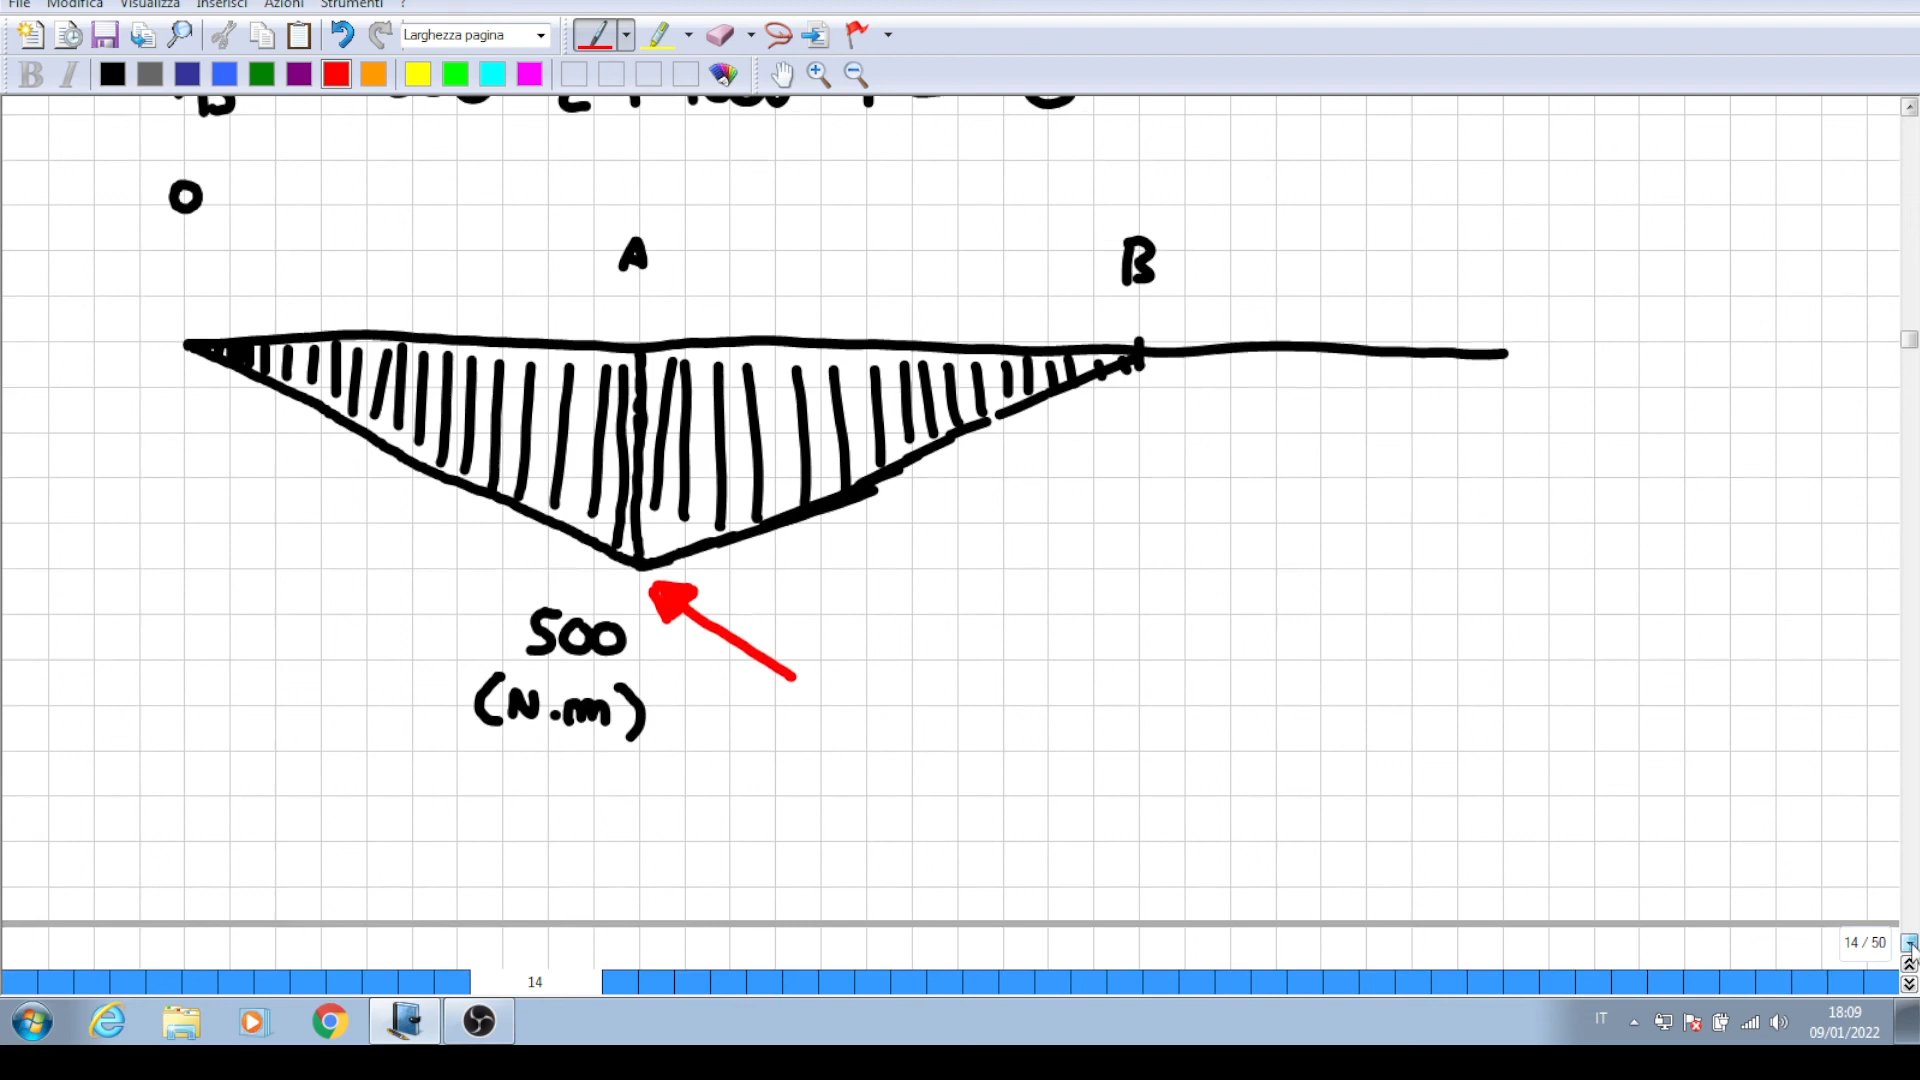 File Modifica Visualizza Inserisci Azioni Strumenti ?
Larghezza pagina
B I
O
A
B
500
(N.m)
14 / 50
14
IT
18:09
09/01/2022